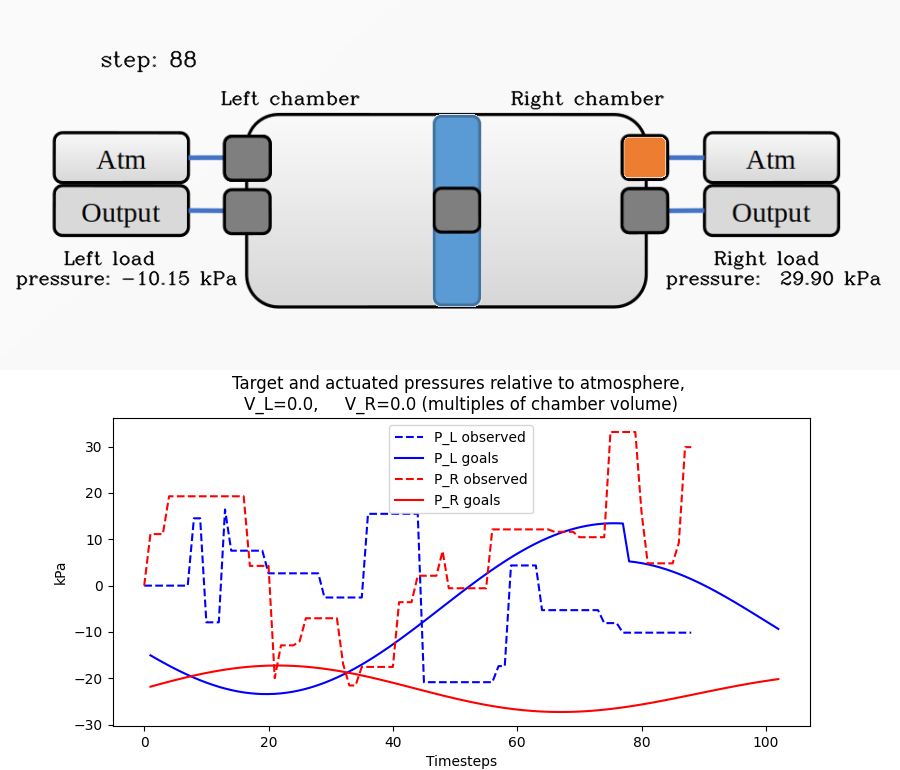 step: 88
Left chamber
Right chamber
Atm
Atm
Output
Output
Left load
pressure: −10.15 kPa
Right load
pressure: 29.90 kPa
Target and actuated pressures relative to atmosphere,
V_L=0.0, V_R=0.0 (multiples of chamber volume)
P_L observed
P_L goals
P_R observed
P_R goals
30
20
10
0
−10
−20
−30
kPa
0 20 40 60 80 100
Timesteps